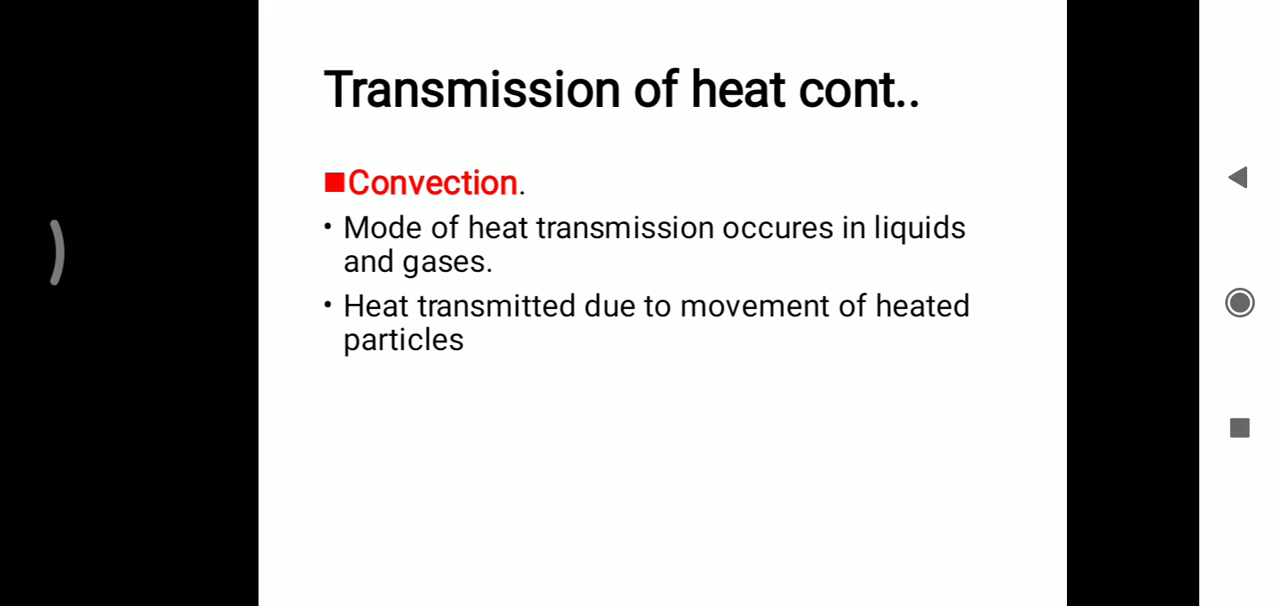 Transmission of heat cont..
■Convection.
• Mode of heat transmission occures in liquids
and gases.
• Heat transmitted due to movement of heated
particles